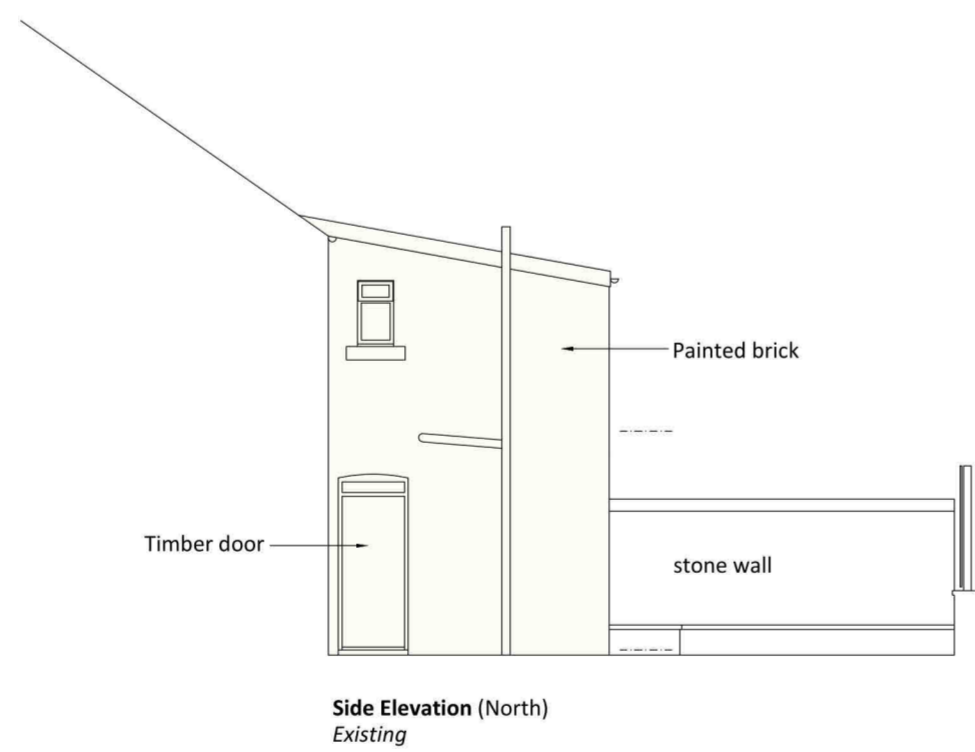 Painted brick
Timber door
stone wall
Side Elevation (North)
Existing